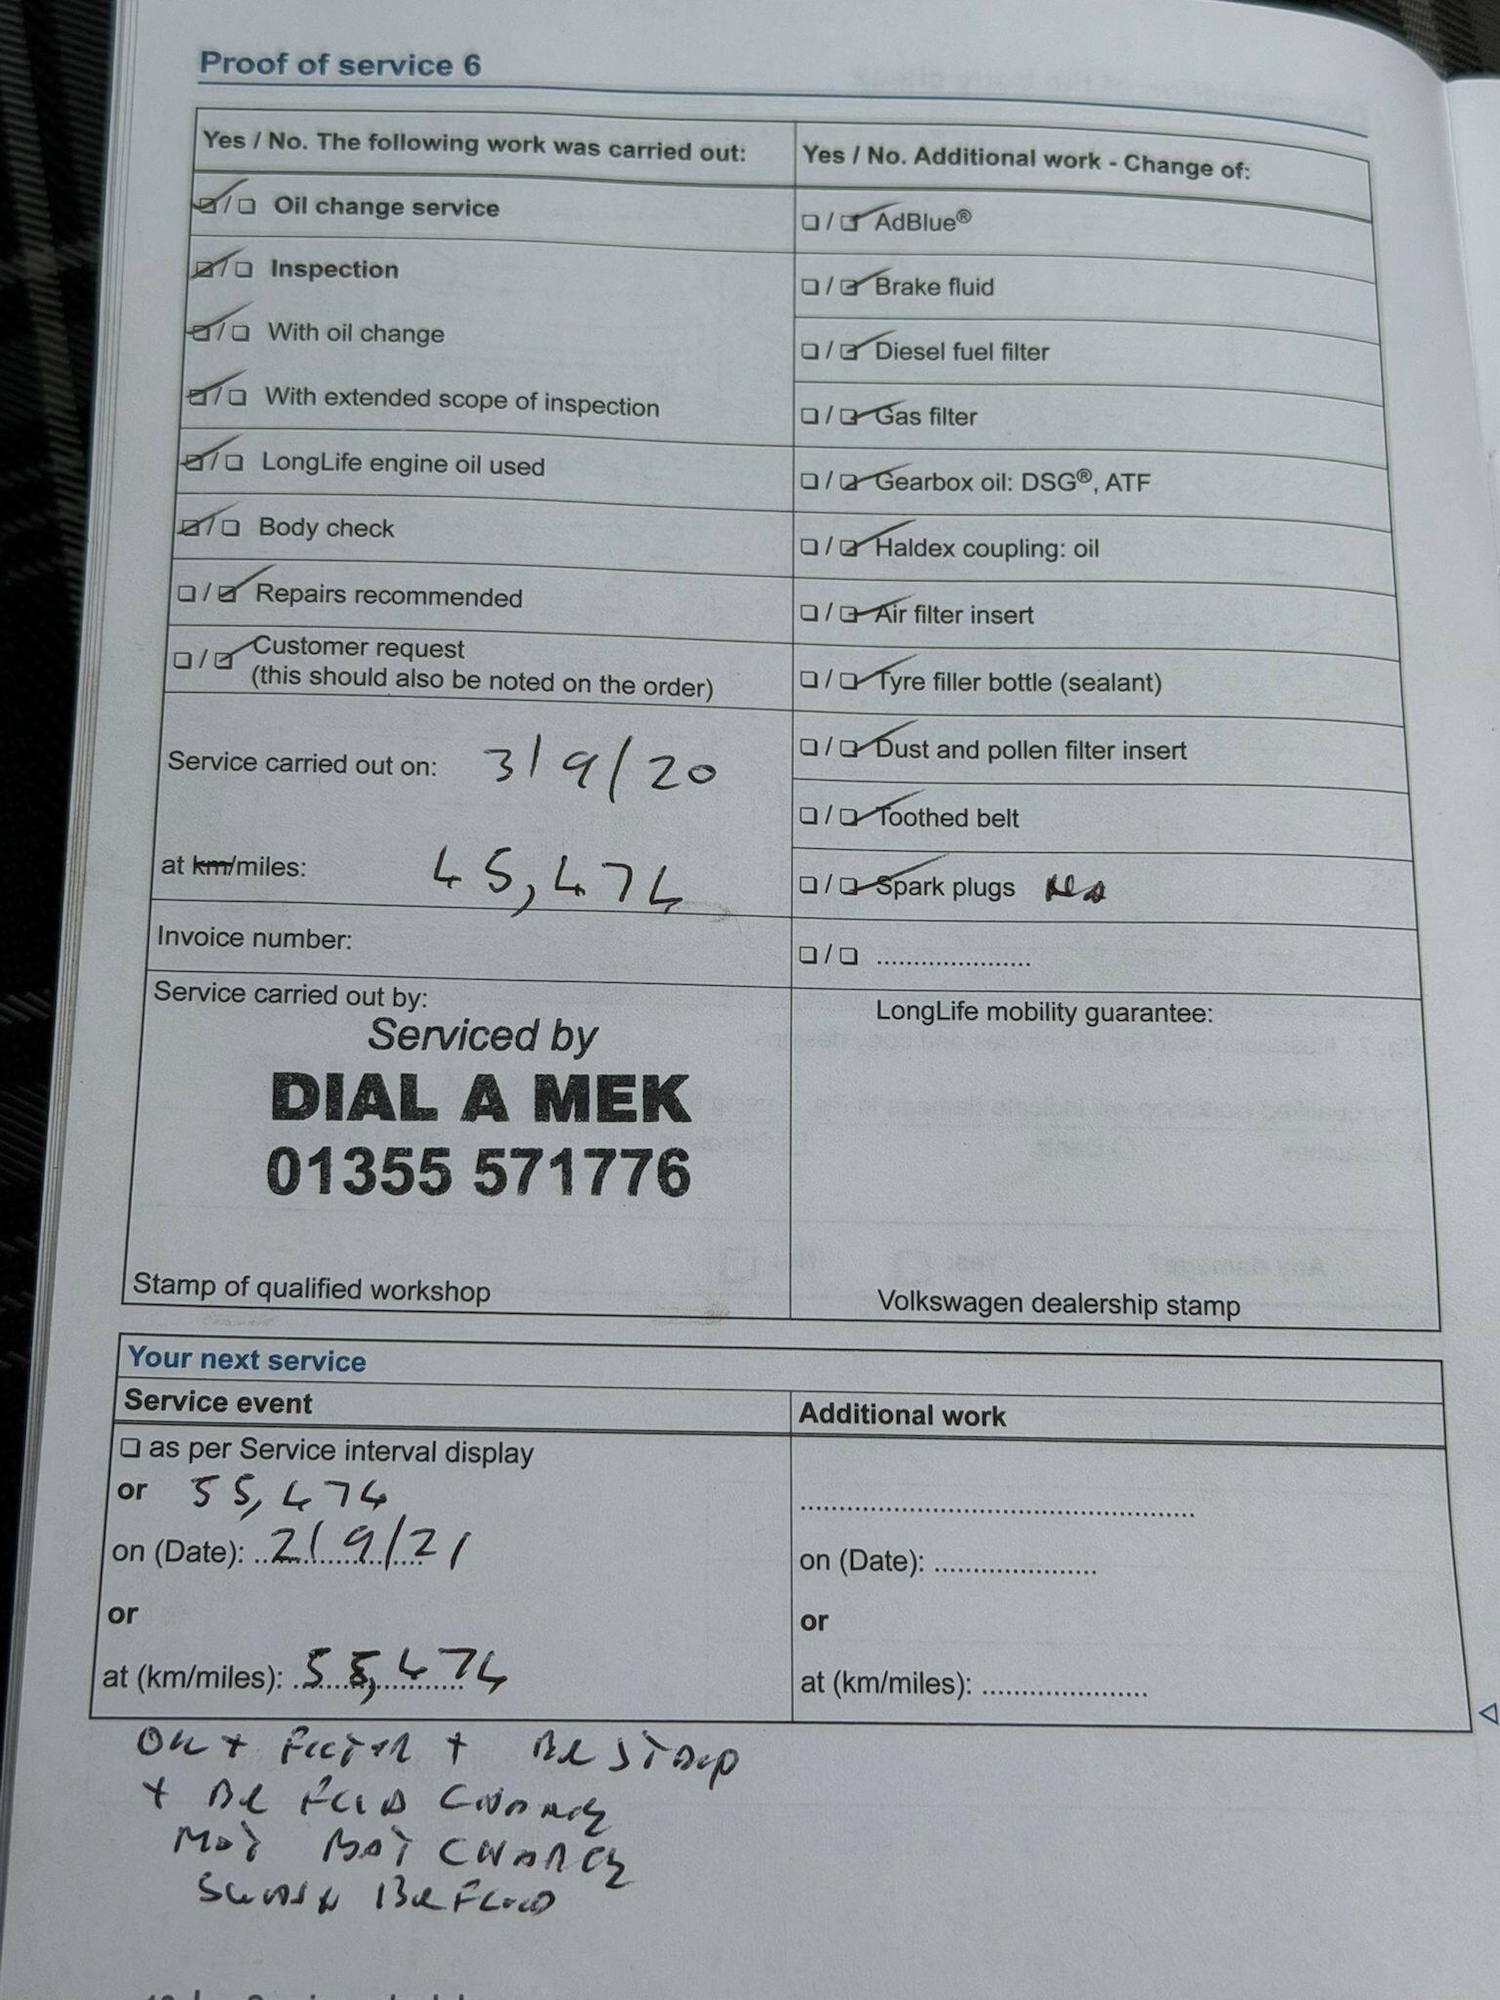 Proof of service 6
Yes / No. The following work was carried out:
Oil change service
Inspection
With oil change
With extended scope of inspection
LongLife engine oil used
Body check
Repairs recommended
Customer request
(this should also be noted on the order)
Service carried out on: 3/9/20
at km/miles: 45,474
Invoice number:
Service carried out by:
Serviced by
DIAL A MEK
01355 571776
Stamp of qualified workshop
Yes / No. Additional work - Change of:
AdBlue®
Brake fluid
Diesel fuel filter
Gas filter
Gearbox oil: DSG®, ATF
Haldex coupling: oil
Air filter insert
Tyre filler bottle (sealant)
Dust and pollen filter insert
Toothed belt
Spark plugs
LongLife mobility guarantee:
Volkswagen dealership stamp
Your next service
Service event
as per Service interval display
or 55,474
on (Date): 2/9/21
or
at (km/miles): 55,474
Additional work
on (Date):
or
at (km/miles):
+ +
+